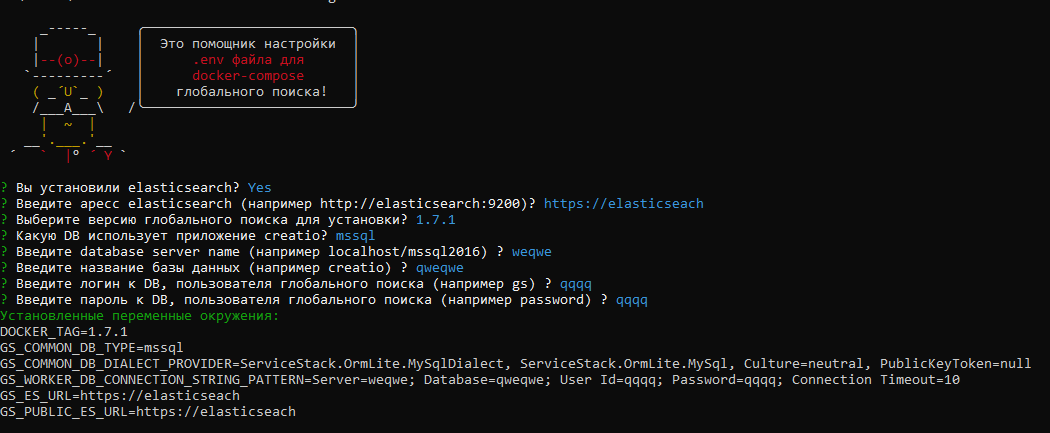 Это помощник настройки
.env файла для
docker-compose
глобального поиска!
? Вы установили elasticsearch? Yes
? Введите аресс elasticsearch (например http://elasticsearch:9200)? https://elasticseach
? Выберите версию глобального поиска для установки? 1.7.1
? Какую DB использует приложение creatio? mssql
? Введите database server name (например localhost/mssql2016) ? weqwe
? Введите название базы данных (например creatio) ? qweqwe
? Введите логин к DB, пользователя глобального поиска (например gs) ? qqqq
? Введите пароль к DB, пользователя глобального поиска (например password) ? qqqq
Установленные переменные окружения:
DOCKER_TAG=1.7.1
GS_COMMON_DB_TYPE=mssql
GS_COMMON_DB_DIALECT_PROVIDER=ServiceStack.OrmLite.MySqlDialect, ServiceStack.OrmLite.MySql, Culture=neutral, PublicKeyToken=null
GS_WORKER_DB_CONNECTION_STRING_PATTERN=Server=weqwe; Database=qweqwe; User Id=qqqq; Password=qqqq; Connection Timeout=10
GS_ES_URL=https://elasticseach
GS_PUBLIC_ES_URL=https://elasticseach